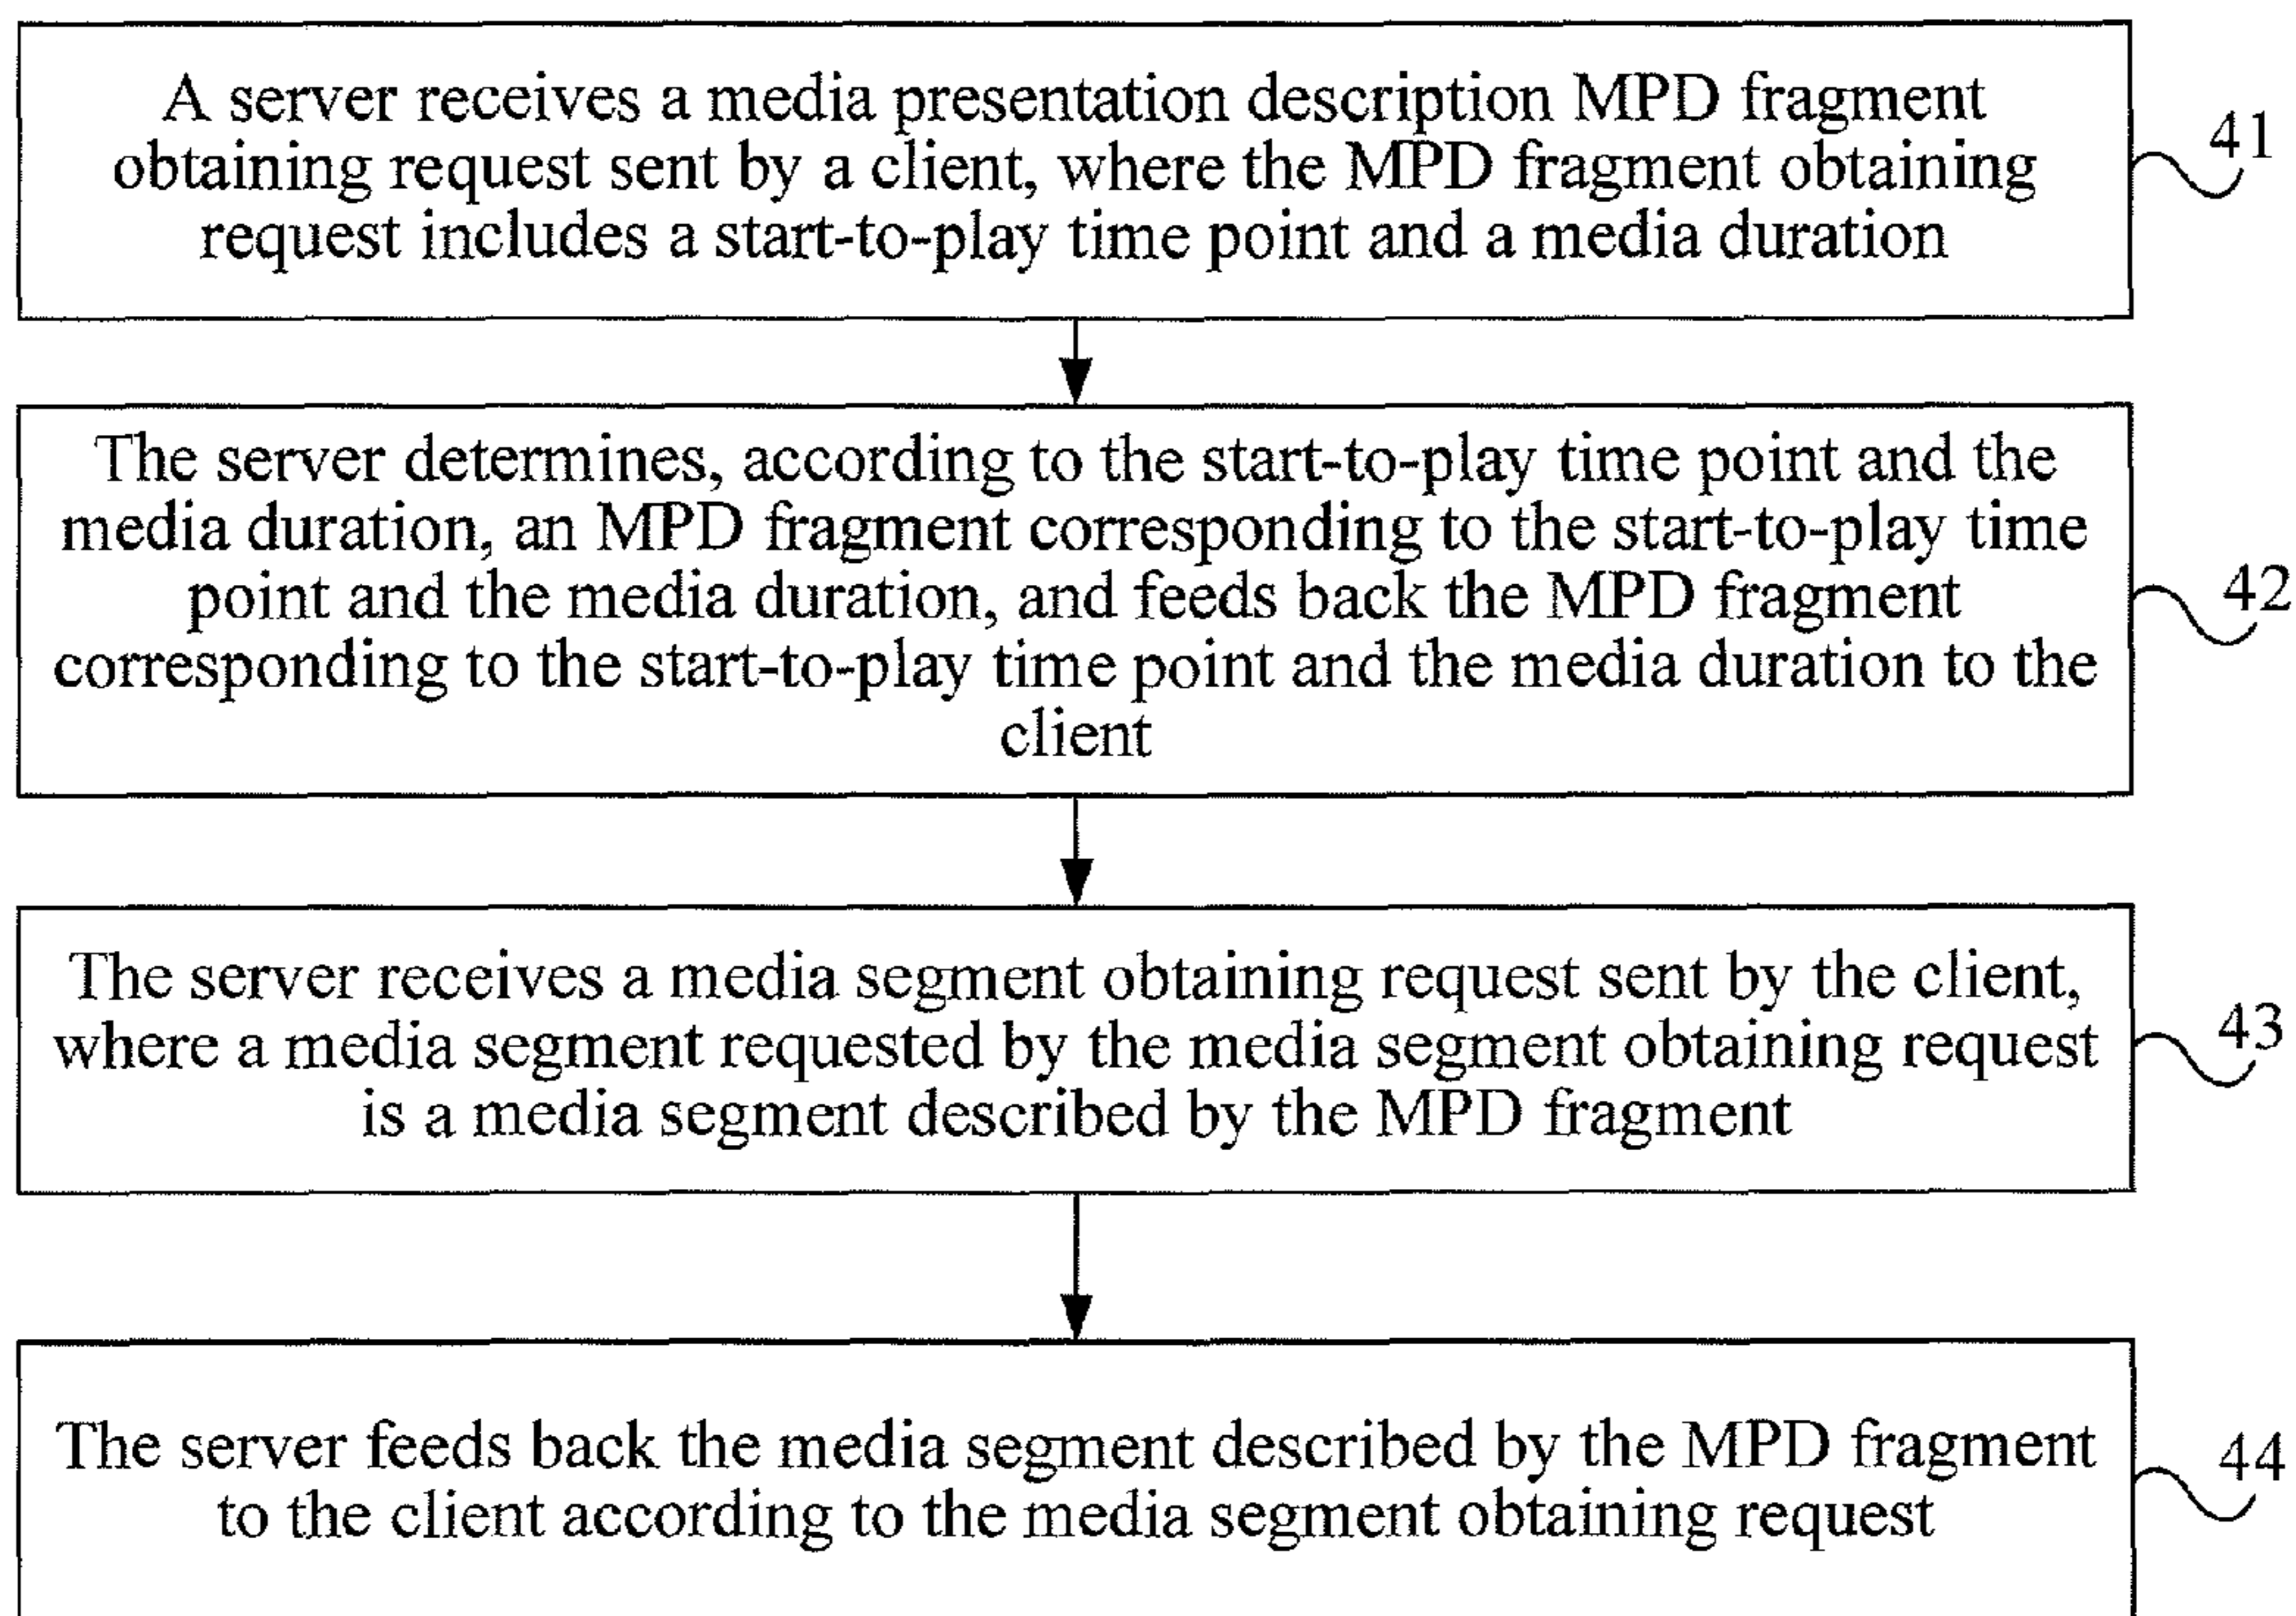 A server receives a media presentation description MPD fragment
obtaining request sent by a client, where the MPD fragment obtaining
request includes a start-to-play time point and a media duration
41
The server determines, according to the start-to-play time point and the
media duration, an MPD fragment corresponding to the start-to-play time
point and the media duration, and feeds back the MPD fragment
corresponding to the start-to-play time point and the media duration to the
client
42
The server receives a media segment obtaining request sent by the client,
where a media segment requested by the media segment obtaining request
is a media segment described by the MPD fragment
43
The server feeds back the media segment described by the MPD fragment
to the client according to the media segment obtaining request
44